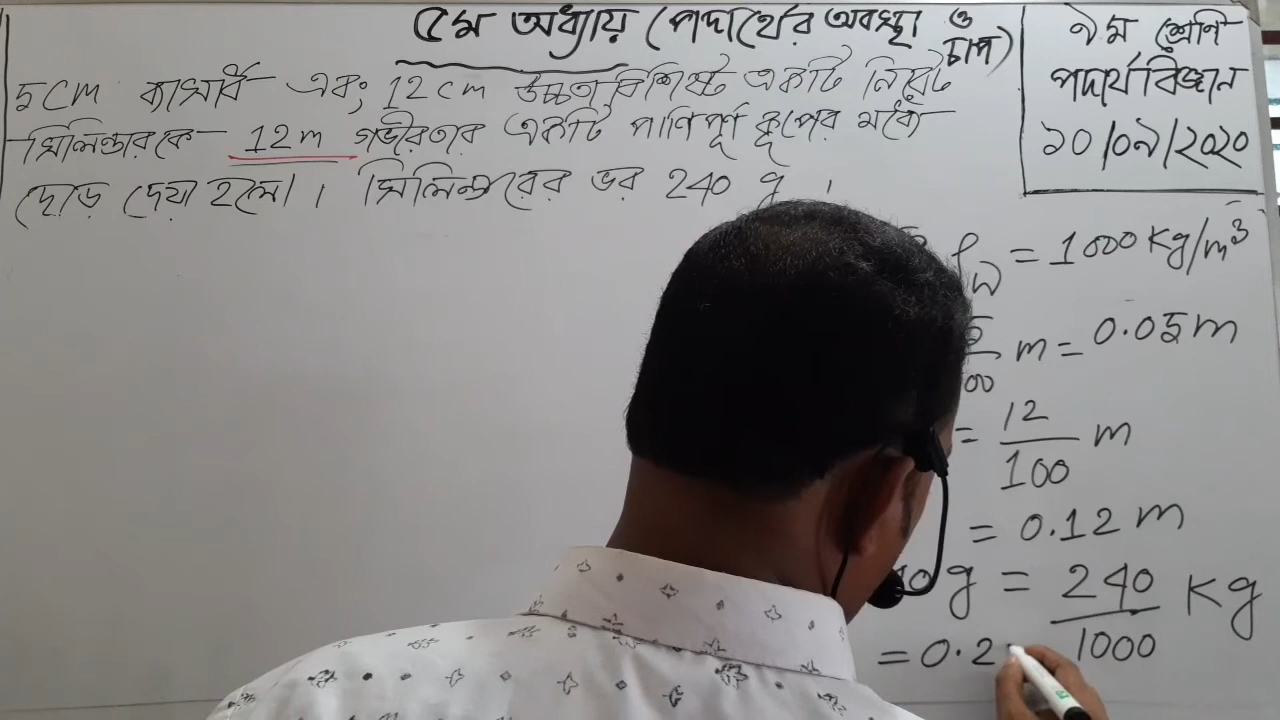 ৫ম অধ্যায় (পদার্থের অবস্থা ও চাপ)
৯ম শ্রেণি
পদার্থ বিজ্ঞান
১০/০৯/২০২০
5cm ব্যাসার্ধ এবং 12cm উচ্চতা বিশিষ্ট একটি নিরেট
সিলিন্ডারকে 12m গভীরতার একটি পানিপূর্ণ কূপের মধ্যে
ছেড়ে দেয়া হলো। সিলিন্ডারের ভর 240 g ।
ρw = 1000 Kg/m³
m = 0.05m
= 12/100 m
= 0.12 m
g = 240/1000 Kg
= 0.2